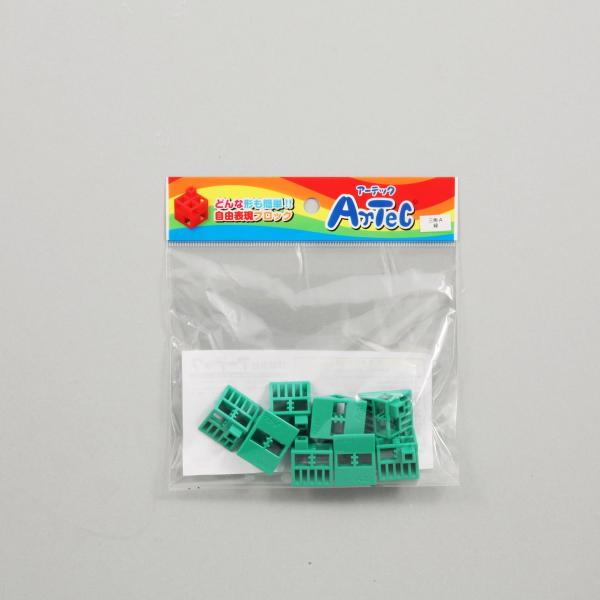 どんな形も簡単!!
自由表現ブロック
アーテック
ArTeC
三角A
緑